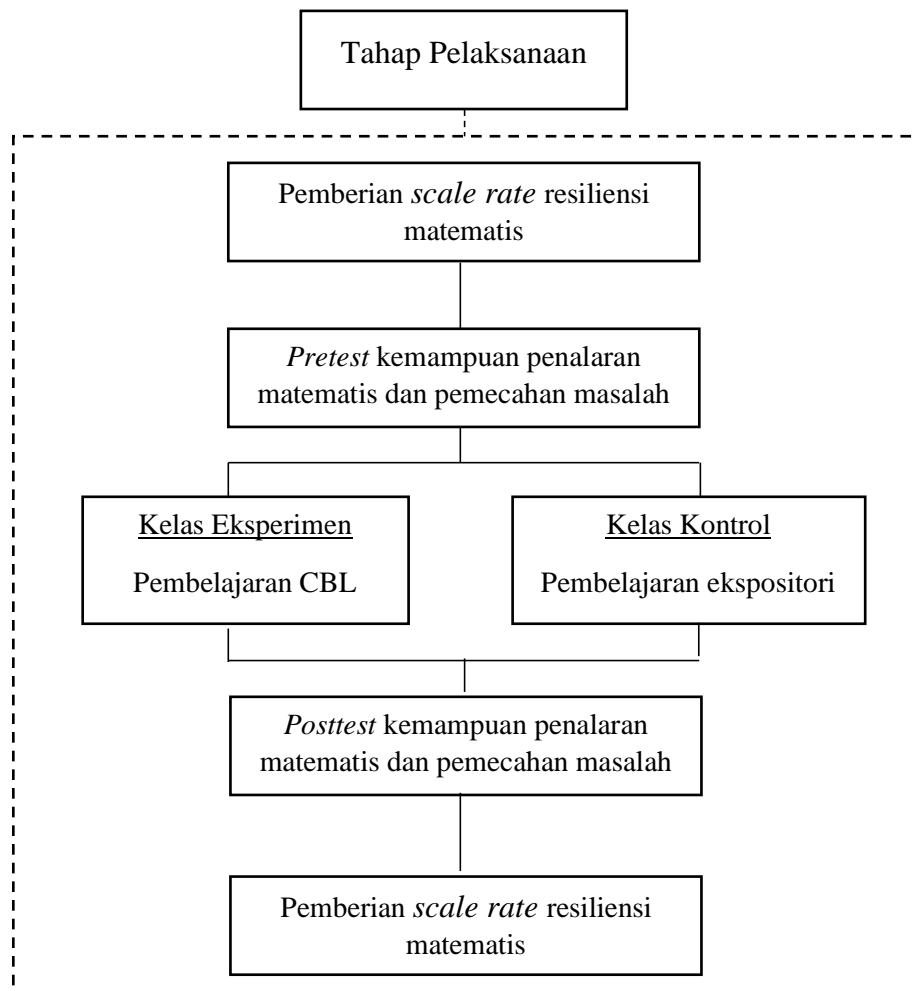 Tahap Pelaksanaan
Pemberian scale rate resiliensi
matematis
Pretest kemampuan penalaran
matematis dan pemecahan masalah
Kelas Eksperimen
Pembelajaran CBL
Kelas Kontrol
Pembelajaran ekspositori
Posttest kemampuan penalaran
matematis dan pemecahan masalah
Pemberian scale rate resiliensi
matematis